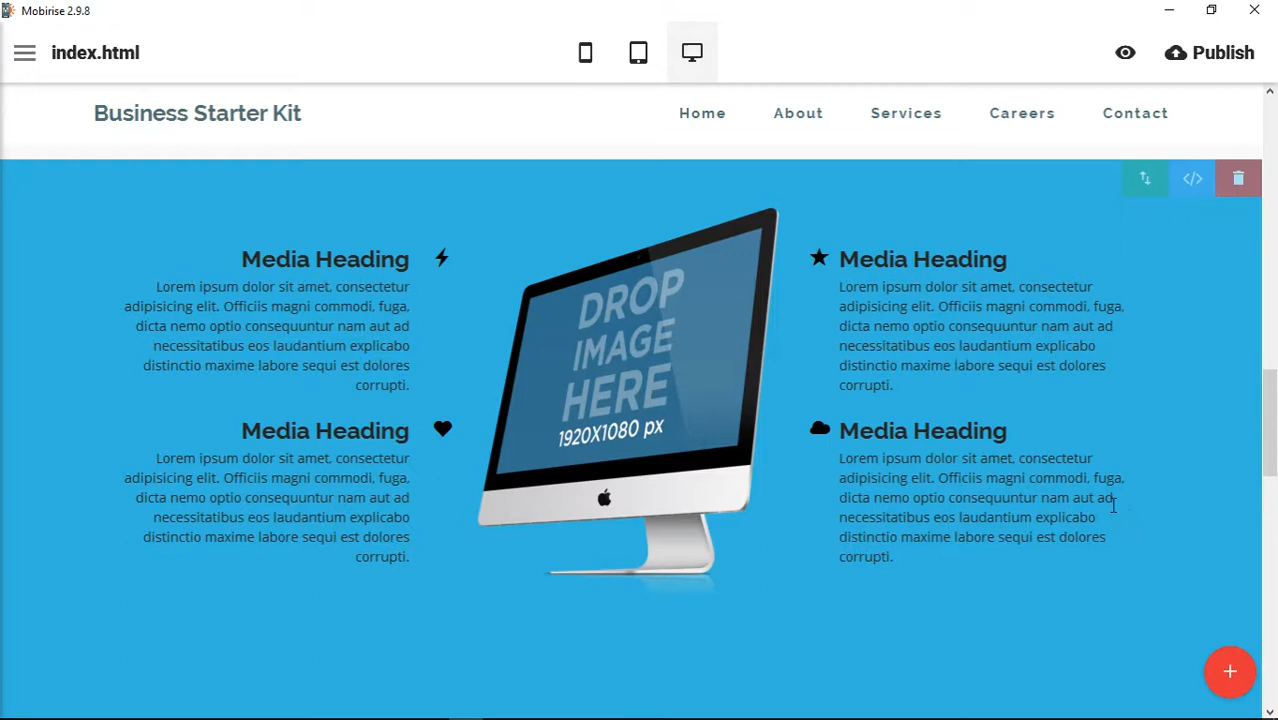 Mobirise 2.9.8
index.html
Publish
Business Starter Kit
Home About Services Careers Contact
</>
Media Heading
Lorem ipsum dolor sit amet, consectetur
adipisicing elit. Officiis magni commodi, fuga,
dicta nemo optio consequuntur nam aut ad
necessitatibus eos laudantium explicabo
distinctio maxime labore sequi est dolores
corrupti.
Media Heading
Lorem ipsum dolor sit amet, consectetur
adipisicing elit. Officiis magni commodi, fuga,
dicta nemo optio consequuntur nam aut ad
necessitatibus eos laudantium explicabo
distinctio maxime labore sequi est dolores
corrupti.
DROP
IMAGE
HERE
1920X1080 px
Media Heading
Lorem ipsum dolor sit amet, consectetur
adipisicing elit. Officiis magni commodi, fuga,
dicta nemo optio consequuntur nam aut ad
necessitatibus eos laudantium explicabo
distinctio maxime labore sequi est dolores
corrupti.
Media Heading
Lorem ipsum dolor sit amet, consectetur
adipisicing elit. Officiis magni commodi, fuga,
dicta nemo optio consequuntur nam aut ad
necessitatibus eos laudantium explicabo
distinctio maxime labore sequi est dolores
corrupti.